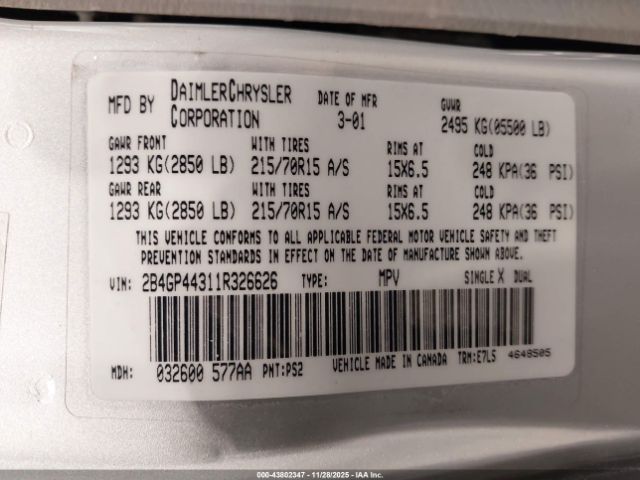 MFD BY DAIMLERCHRYSLER CORPORATION DATE OF MFR 3-01 GVWR 2495 KG(05500 LB)
GAWR FRONT WITH TIRES RIMS AT COLD
1293 KG(2850 LB) 215/70R15 A/S 15X6.5 248 KPA(36 PSI)
GAWR REAR WITH TIRES RIMS AT COLD
1293 KG(2850 LB) 215/70R15 A/S 15X6.5 248 KPA(36 PSI)
THIS VEHICLE CONFORMS TO ALL APPLICABLE FEDERAL MOTOR VEHICLE SAFETY AND THEFT
PREVENTION STANDARDS IN EFFECT ON THE DATE OF MANUFACTURE SHOWN ABOVE.
VIN: 2B4GP44311R326626 TYPE: MPV SINGLE X DUAL
MDH: 032600 577AA PNT:PS2 VEHICLE MADE IN CANADA TRM:E7L5 4648505
000-43802347 - 11/28/2025 - IAA Inc.